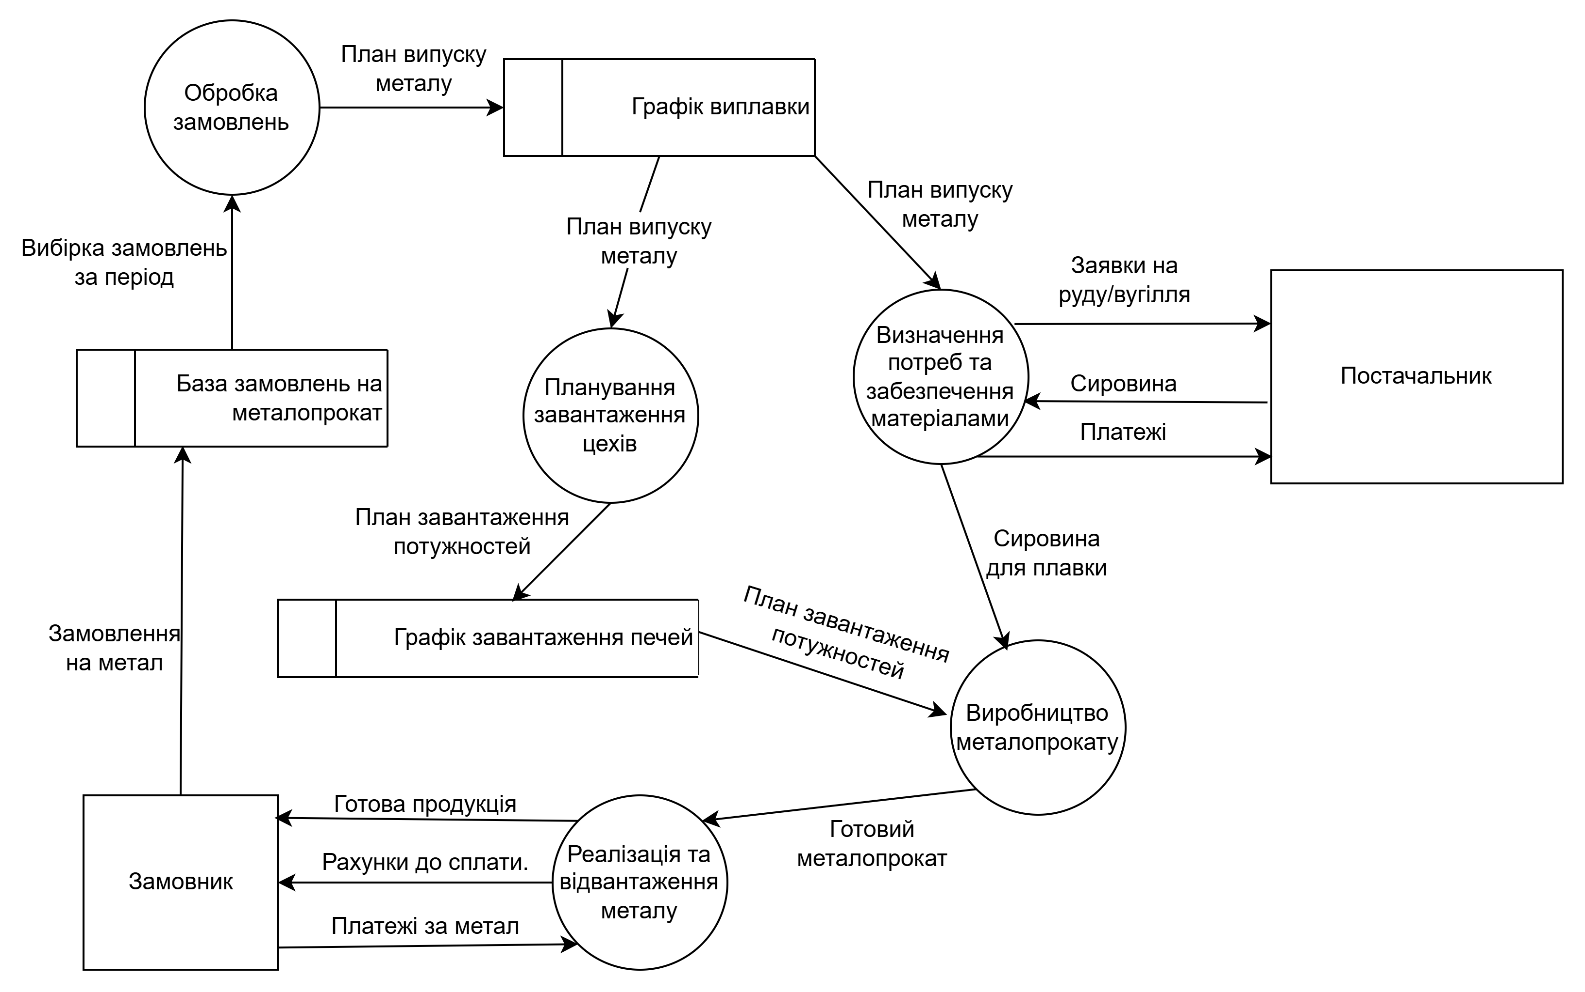 План випуску
металу
Обробка
замовлень
Графік виплавки
План випуску
металу
План випуску
металу
Вибірка замовлень
за період
Заявки на
руду/вугілля
Визначення
потреб та
забезпечення
матеріалами
Постачальник
Сировина
Платежі
База замовлень на
металопрокат
Планування
завантаження
цехів
План завантаження
потужностей
Сировина
для плавки
Графік завантаження печей
План завантаження
потужностей
Замовлення
на метал
Виробництво
металопрокату
Готова продукція
Готовий
металопрокат
Рахунки до сплати.
Реалізація та
відвантаження
металу
Замовник
Платежі за метал